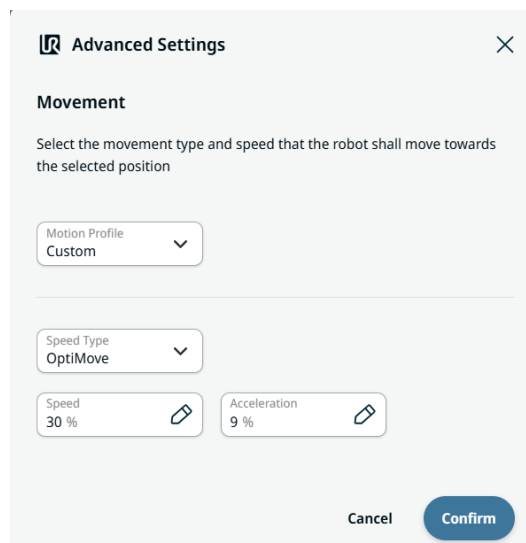 UR Advanced Settings
Movement
Select the movement type and speed that the robot shall move towards
the selected position
Motion Profile
Custom
Speed Type
OptiMove
Speed
30 %
Acceleration
9 %
Cancel
Confirm